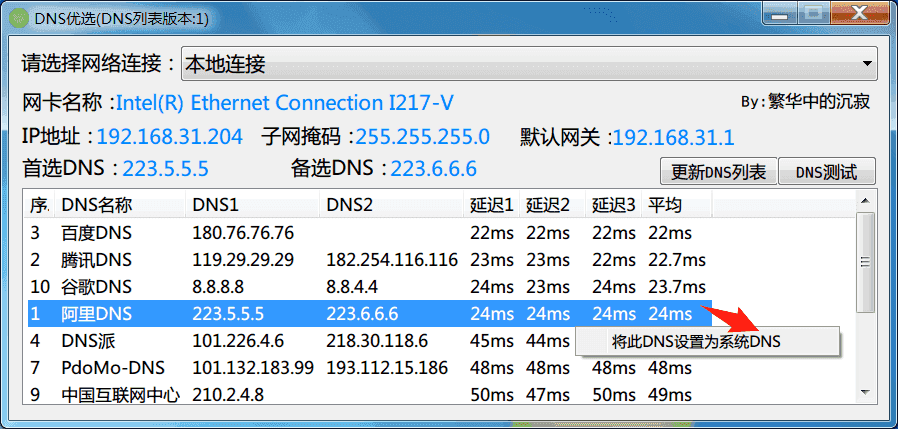 DNS优选(DNS列表版本:1)
请选择网络连接： 本地连接
网卡名称：Intel(R) Ethernet Connection I217-V By:繁华中的沉寂
IP地址：192.168.31.204 子网掩码：255.255.255.0 默认网关：192.168.31.1
首选DNS：223.5.5.5 备选DNS：223.6.6.6 更新DNS列表 DNS测试
序. DNS名称 DNS1 DNS2 延迟1 延迟2 延迟3 平均
3 百度DNS 180.76.76.76 22ms 22ms 22ms 22ms
2 腾讯DNS 119.29.29.29 182.254.116.116 23ms 23ms 22ms 22.7ms
10 谷歌DNS 8.8.8.8 8.8.4.4 24ms 23ms 24ms 23.7ms
1 阿里DNS 223.5.5.5 223.6.6.6 24ms 24ms 24ms 24ms
4 DNS派 101.226.4.6 218.30.118.6 45ms 44ms
将此DNS设置为系统DNS
7 PdoMo-DNS 101.132.183.99 193.112.15.186 48ms 48ms 48ms 48ms
9 中国互联网中心 210.2.4.8 50ms 47ms 50ms 49ms